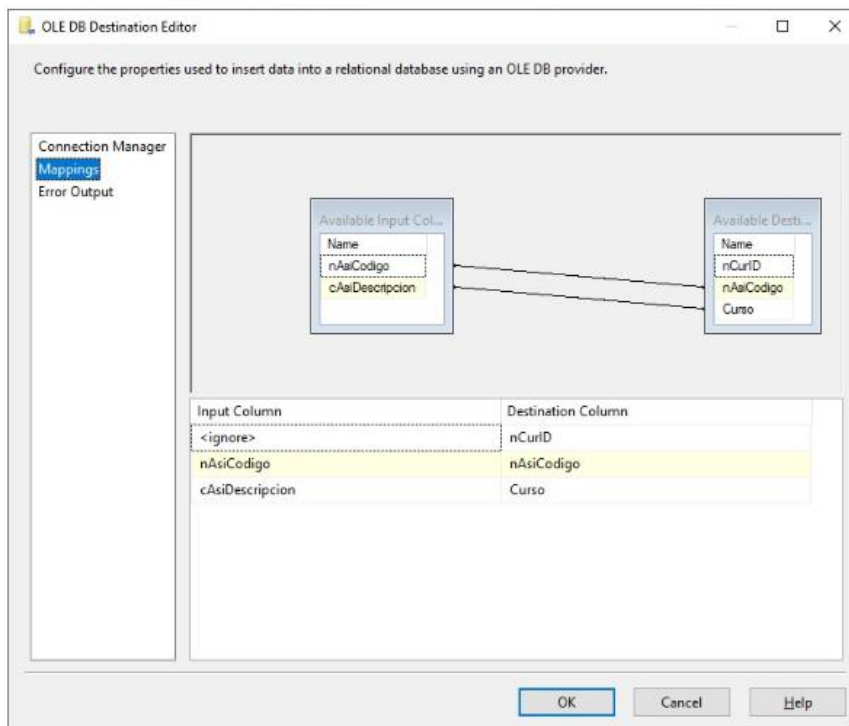 OLE DB Destination Editor
Configure the properties used to insert data into a relational database using an OLE DB provider.
Connection Manager
Mappings
Error Output
Available Input Col...
Name
nAsiCodigo
cAsiDescripcion
Available Desti...
Name
nCurID
nAsiCodigo
Curso
Input Column Destination Column
<ignore> nCurID
nAsiCodigo nAsiCodigo
cAsiDescripcion Curso
OK Cancel Help